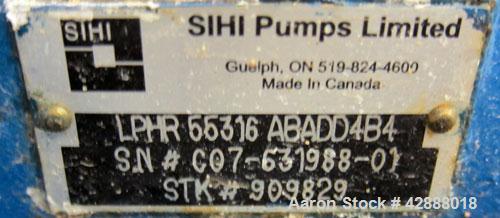 SIHI
SIHI Pumps Limited
Guelph, ON 519-824-4600
Made In Canada
LPHR 55316 ABADD4B4
S.N # C07-631988-01
STK # 909829
Aaron Stock # 42888018